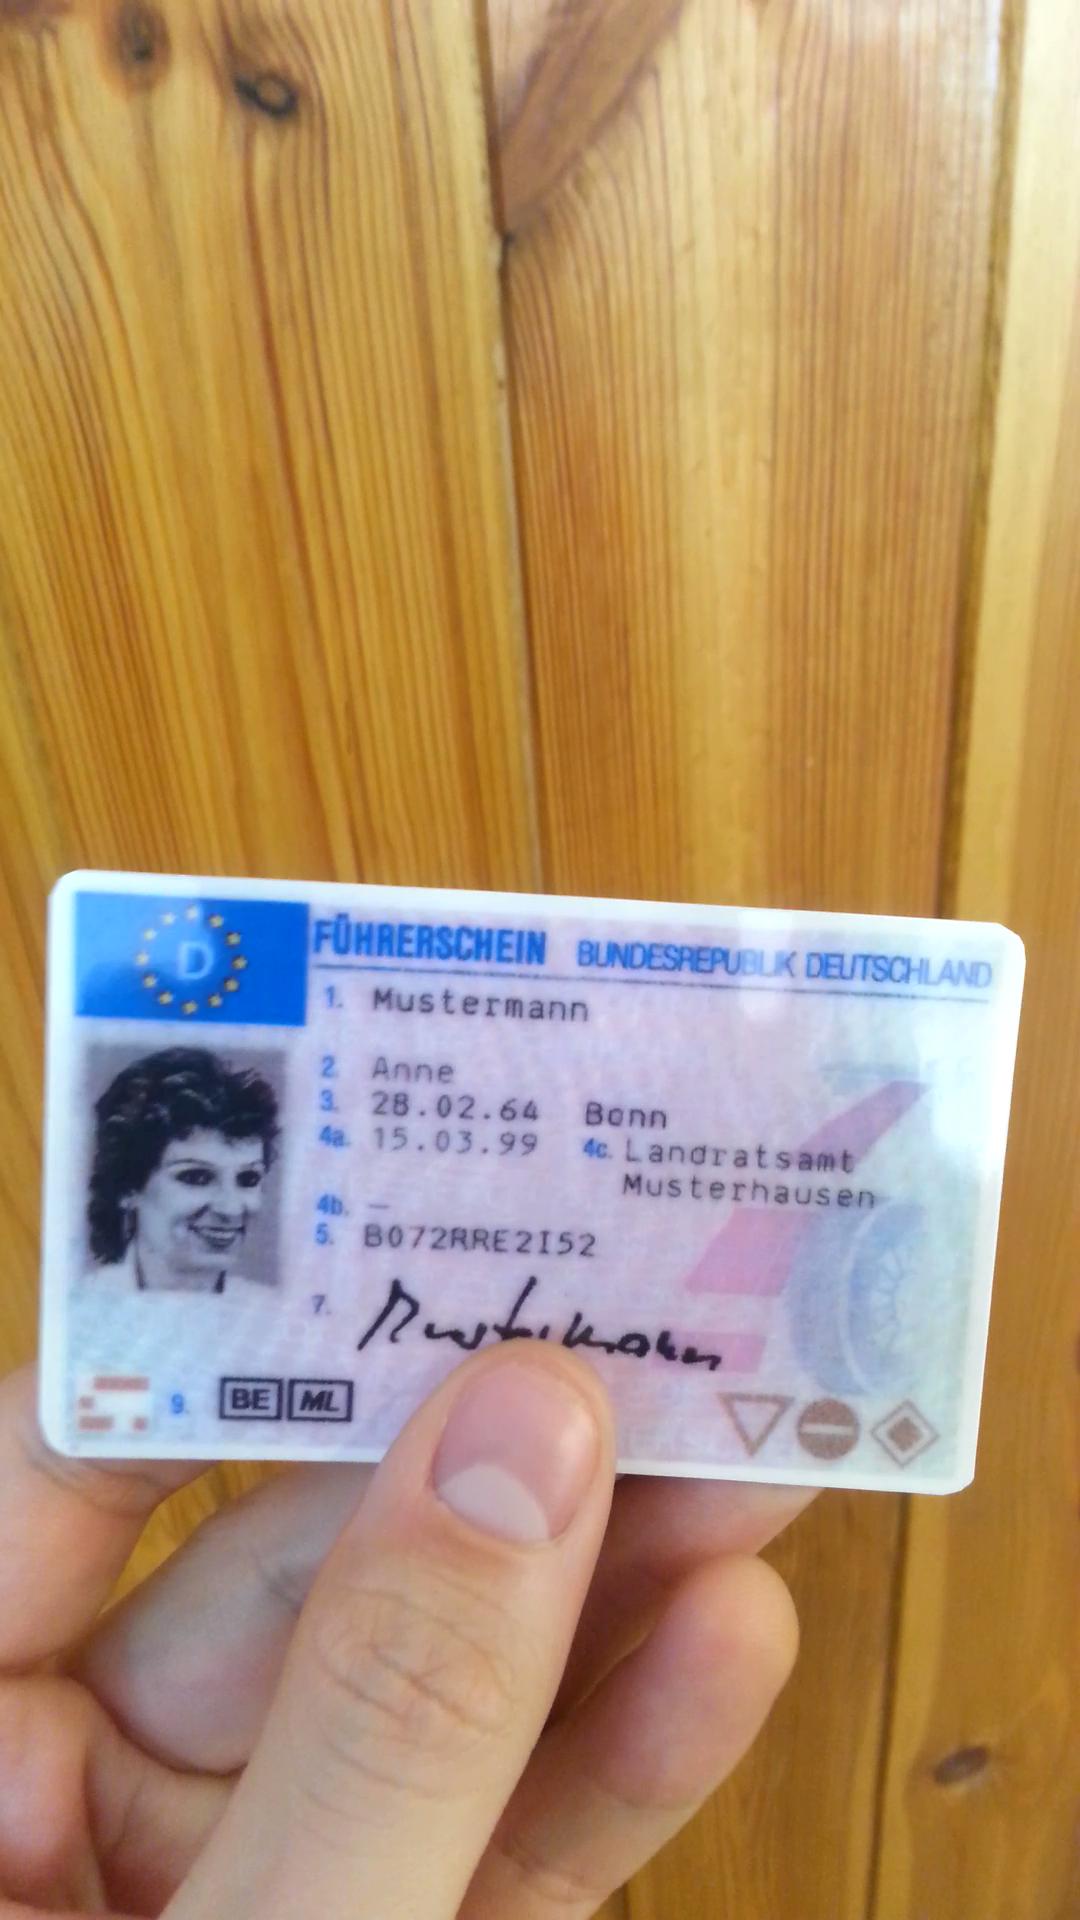 D
FÜHRERSCHEIN BUNDESREPUBLIK DEUTSCHLAND
1. Mustermann
2. Anne
3. 28.02.64 Bonn
4a. 15.03.99 4c. Landratsamt
Musterhausen
4b. —
5. B072RRE2I52
7. Mustermann
9. BE ML